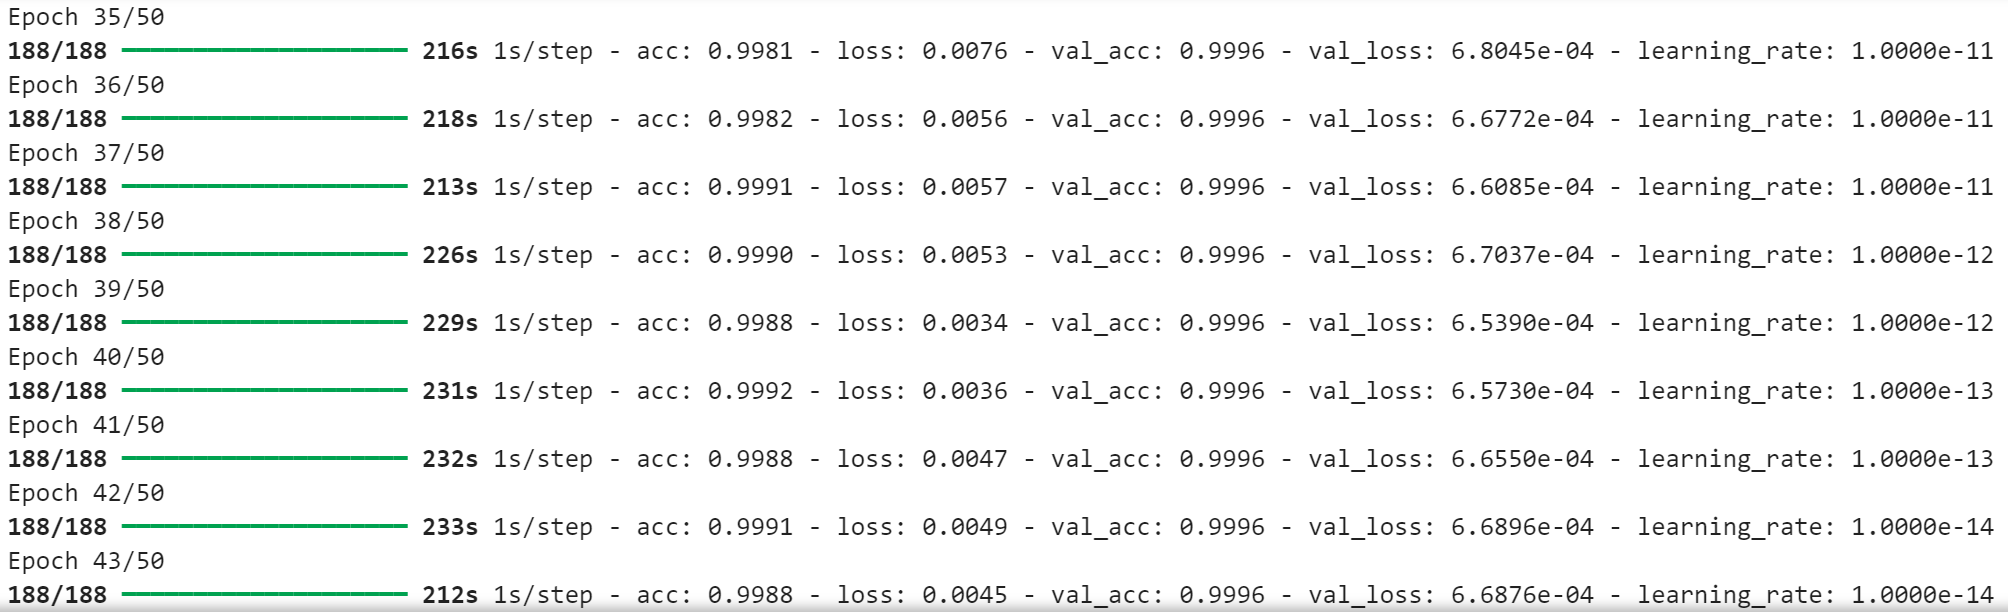 Epoch 35/50
188/188 ━━━━━━━━━━━━━━━━━━━━ 216s 1s/step - acc: 0.9981 - loss: 0.0076 - val_acc: 0.9996 - val_loss: 6.8045e-04 - learning_rate: 1.0000e-11
Epoch 36/50
188/188 ━━━━━━━━━━━━━━━━━━━━ 218s 1s/step - acc: 0.9982 - loss: 0.0056 - val_acc: 0.9996 - val_loss: 6.6772e-04 - learning_rate: 1.0000e-11
Epoch 37/50
188/188 ━━━━━━━━━━━━━━━━━━━━ 213s 1s/step - acc: 0.9991 - loss: 0.0057 - val_acc: 0.9996 - val_loss: 6.6085e-04 - learning_rate: 1.0000e-11
Epoch 38/50
188/188 ━━━━━━━━━━━━━━━━━━━━ 226s 1s/step - acc: 0.9990 - loss: 0.0053 - val_acc: 0.9996 - val_loss: 6.7037e-04 - learning_rate: 1.0000e-12
Epoch 39/50
188/188 ━━━━━━━━━━━━━━━━━━━━ 229s 1s/step - acc: 0.9988 - loss: 0.0034 - val_acc: 0.9996 - val_loss: 6.5390e-04 - learning_rate: 1.0000e-12
Epoch 40/50
188/188 ━━━━━━━━━━━━━━━━━━━━ 231s 1s/step - acc: 0.9992 - loss: 0.0036 - val_acc: 0.9996 - val_loss: 6.5730e-04 - learning_rate: 1.0000e-13
Epoch 41/50
188/188 ━━━━━━━━━━━━━━━━━━━━ 232s 1s/step - acc: 0.9988 - loss: 0.0047 - val_acc: 0.9996 - val_loss: 6.6550e-04 - learning_rate: 1.0000e-13
Epoch 42/50
188/188 ━━━━━━━━━━━━━━━━━━━━ 233s 1s/step - acc: 0.9991 - loss: 0.0049 - val_acc: 0.9996 - val_loss: 6.6896e-04 - learning_rate: 1.0000e-14
Epoch 43/50
188/188 ━━━━━━━━━━━━━━━━━━━━ 212s 1s/step - acc: 0.9988 - loss: 0.0045 - val_acc: 0.9996 - val_loss: 6.6876e-04 - learning_rate: 1.0000e-14